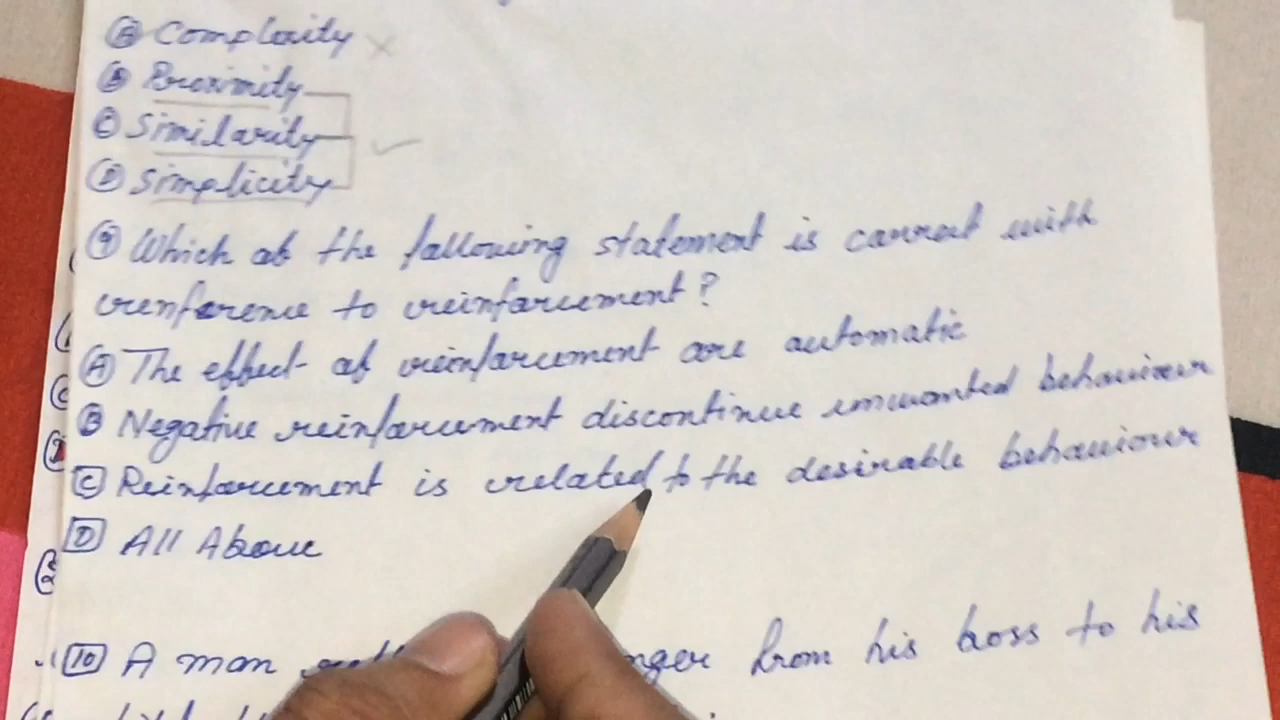 A Complexity
B Proximity
C Similarity
D Simplicity
9 Which of the following statement is correct with
renference to reinforcement?
A The effect of reinforcement are automatic
B Negative reinforcement discontinue unwanted behaviour
C Reinforcement is related to the desirable behaviour
D All Above
10 A man from his boss to his